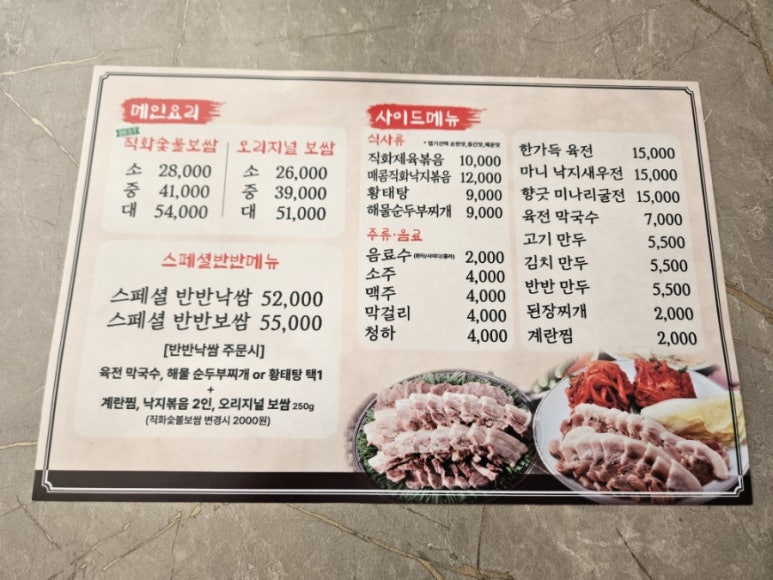 메인요리
BEST
직화숯불보쌈
소 28,000
중 41,000
대 54,000
오리지널 보쌈
소 26,000
중 39,000
대 51,000
스페셜반반메뉴
스페셜 반반낙쌈 52,000
스페셜 반반보쌈 55,000
[반반낙쌈 주문시]
육전 막국수, 해물 순두부찌개 or 황태탕 택1
+
계란찜, 낙지볶음 2인, 오리지널 보쌈 250g
(직화숯불보쌈 변경시 2000원)
사이드메뉴
식사류
직화제육볶음 10,000
매콤직화낙지볶음 12,000
황태탕 9,000
해물순두부찌개 9,000
주류·음료
음료수 (환타/사이다/콜라) 2,000
소주 4,000
맥주 4,000
막걸리 4,000
청하 4,000
한가득 육전 15,000
마니 낙지새우전 15,000
향긋 미나리굴전 15,000
육전 막국수 7,000
고기 만두 5,500
김치 만두 5,500
반반 만두 5,500
된장찌개 2,000
계란찜 2,000